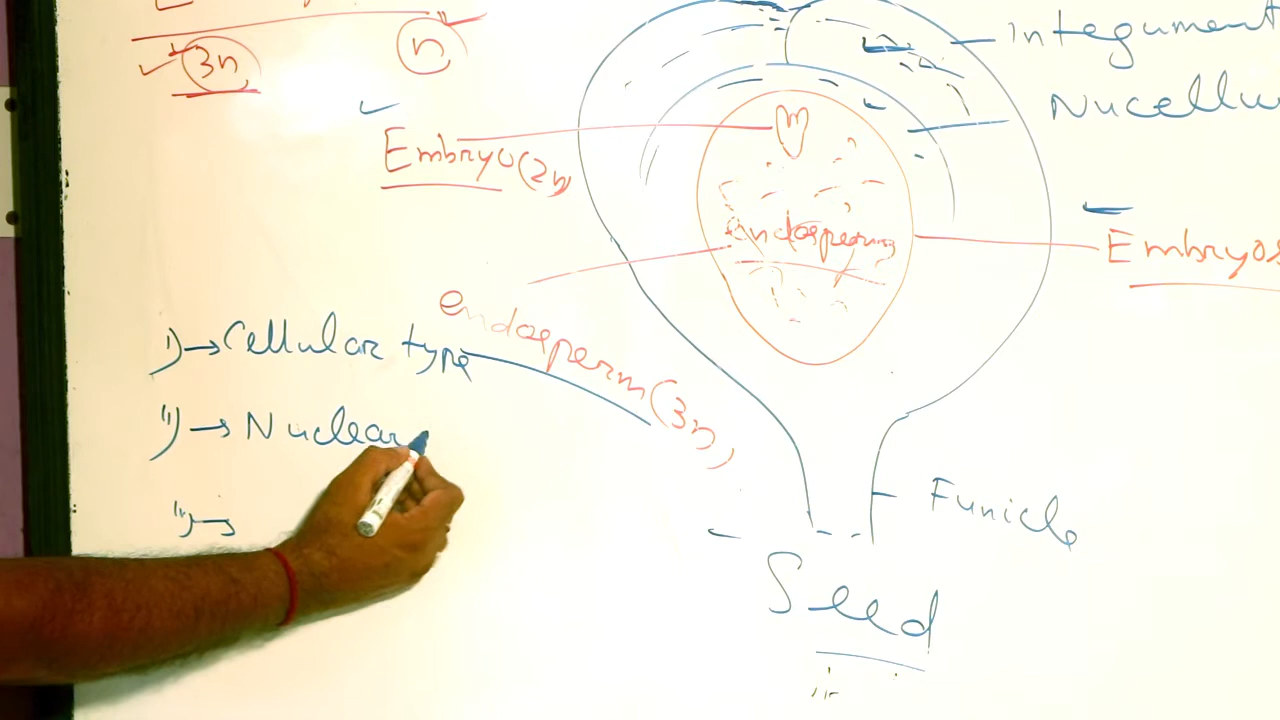 3n
n
Integument
Nucellu
Embryo (2n)
endosperm
Embryos
endosperm (3n)
i) → Cellular type
ii) → Nuclear
iii) →
Funicle
Seed